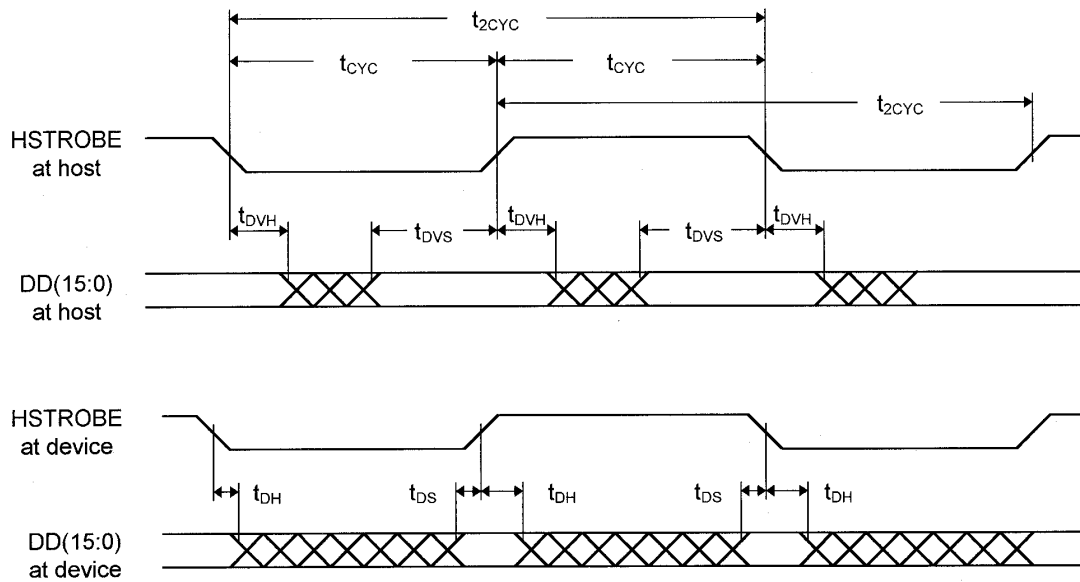 t2CYC
tCYC tCYC
t2CYC
HSTROBE
at host
tDVH tDVS tDVH tDVS tDVH
DD(15:0)
at host
HSTROBE
at device
tDH tDS tDH tDS tDH
DD(15:0)
at device